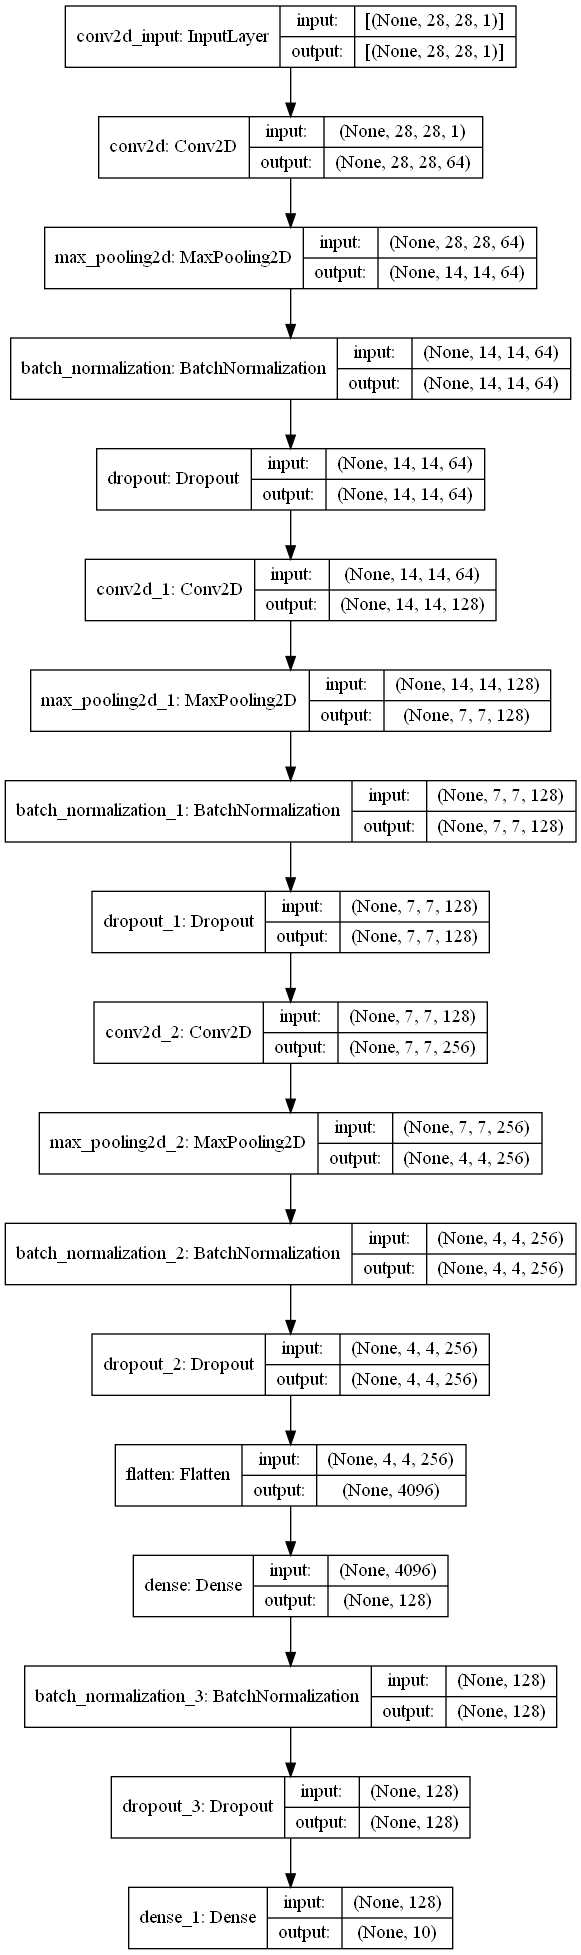 conv2d_input: InputLayer
input:
[(None, 28, 28, 1)]
output:
[(None, 28, 28, 1)]
conv2d: Conv2D
input:
(None, 28, 28, 1)
output:
(None, 28, 28, 64)
max_pooling2d: MaxPooling2D
input:
(None, 28, 28, 64)
output:
(None, 14, 14, 64)
batch_normalization: BatchNormalization
input:
(None, 14, 14, 64)
output:
(None, 14, 14, 64)
dropout: Dropout
input:
(None, 14, 14, 64)
output:
(None, 14, 14, 64)
conv2d_1: Conv2D
input:
(None, 14, 14, 64)
output:
(None, 14, 14, 128)
max_pooling2d_1: MaxPooling2D
input:
(None, 14, 14, 128)
output:
(None, 7, 7, 128)
batch_normalization_1: BatchNormalization
input:
(None, 7, 7, 128)
output:
(None, 7, 7, 128)
dropout_1: Dropout
input:
(None, 7, 7, 128)
output:
(None, 7, 7, 128)
conv2d_2: Conv2D
input:
(None, 7, 7, 128)
output:
(None, 7, 7, 256)
max_pooling2d_2: MaxPooling2D
input:
(None, 7, 7, 256)
output:
(None, 4, 4, 256)
batch_normalization_2: BatchNormalization
input:
(None, 4, 4, 256)
output:
(None, 4, 4, 256)
dropout_2: Dropout
input:
(None, 4, 4, 256)
output:
(None, 4, 4, 256)
flatten: Flatten
input:
(None, 4, 4, 256)
output:
(None, 4096)
dense: Dense
input:
(None, 4096)
output:
(None, 128)
batch_normalization_3: BatchNormalization
input:
(None, 128)
output:
(None, 128)
dropout_3: Dropout
input:
(None, 128)
output:
(None, 128)
dense_1: Dense
input:
(None, 128)
output:
(None, 10)